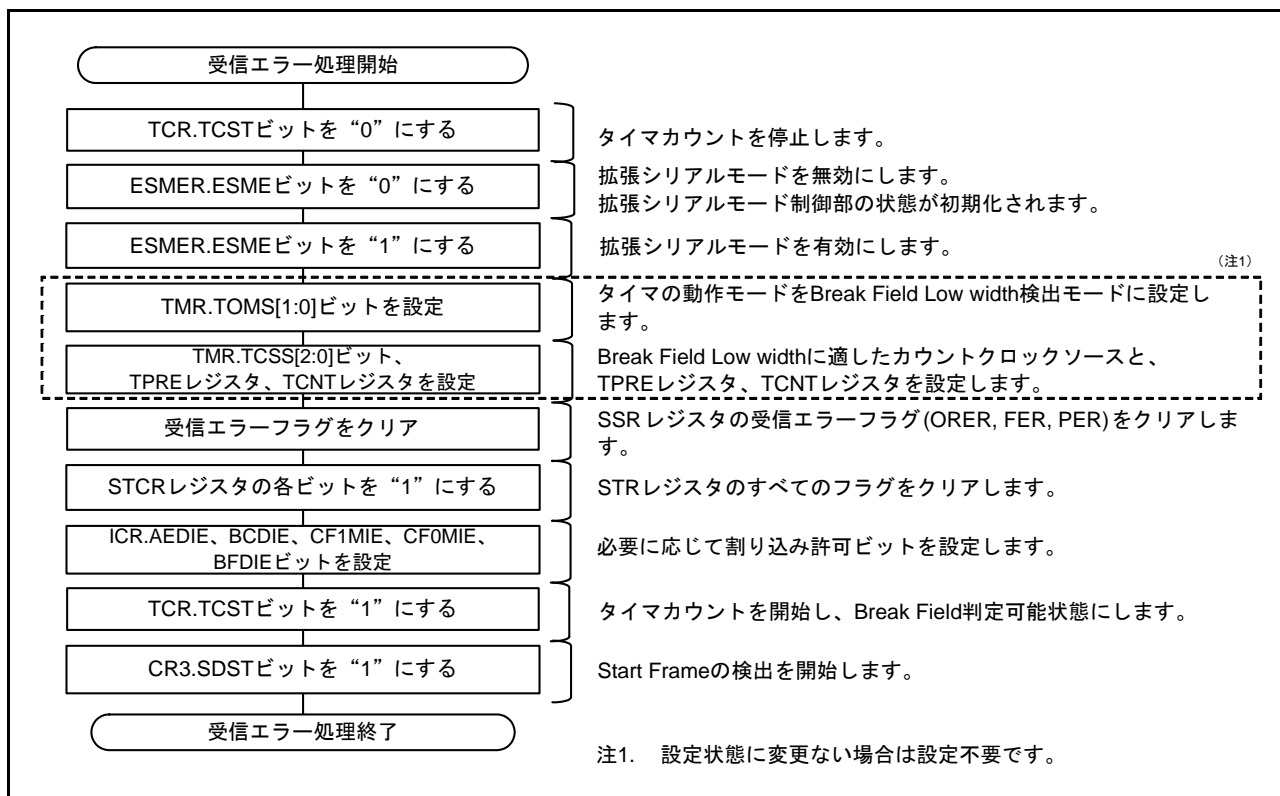 受信エラー処理開始
TCR.TCSTビットを“0”にする
タイマカウントを停止します。
ESMER.ESMEビットを“0”にする
拡張シリアルモードを無効にします。
拡張シリアルモード制御部の状態が初期化されます。
ESMER.ESMEビットを“1”にする
拡張シリアルモードを有効にします。
(注1)
TMR.TOMS[1:0]ビットを設定
タイマの動作モードをBreak Field Low width検出モードに設定し
ます。
TMR.TCSS[2:0]ビット、
TPREレジスタ、TCNTレジスタを設定
Break Field Low widthに適したカウントクロックソースと、
TPREレジスタ、TCNTレジスタを設定します。
受信エラーフラグをクリア
SSRレジスタの受信エラーフラグ(ORER, FER, PER)をクリアしま
す。
STCRレジスタの各ビットを“1”にする
STRレジスタのすべてのフラグをクリアします。
ICR.AEDIE、BCDIE、CF1MIE、CF0MIE、
BFDIEビットを設定
必要に応じて割り込み許可ビットを設定します。
TCR.TCSTビットを“1”にする
タイマカウントを開始し、Break Field判定可能状態にします。
CR3.SDSTビットを“1”にする
Start Frameの検出を開始します。
受信エラー処理終了
注1. 設定状態に変更ない場合は設定不要です。